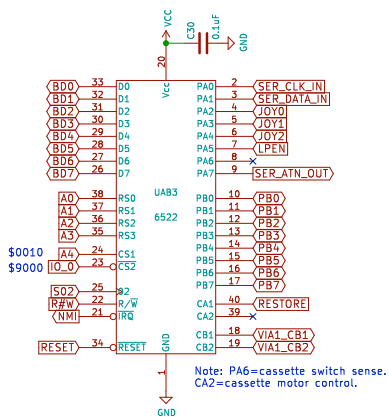 VCC
C30
0.1uF
GND
20
Vcc
BD0 33 D0 PA0 2 SER_CLK_IN
BD1 32 D1 PA1 3 SER_DATA_IN
BD2 31 D2 PA2 4 JOY0
BD3 30 D3 PA3 5 JOY1
BD4 29 D4 PA4 6 JOY2
BD5 28 D5 PA5 7 LPEN
BD6 27 D6 PA6 8
BD7 26 D7 PA7 9 SER_ATN_OUT
UAB3
6522
A0 38 RS0 PB0 10 PB0
A1 37 RS1 PB1 11 PB1
A2 36 RS2 PB2 12 PB2
A3 35 RS3 PB3 13 PB3
PB4 14 PB4
$0010 A4 24 CS1 PB5 15 PB5
$9000 IO_0 23 CS2 PB6 16 PB6
PB7 17 PB7
S02 25 02
R#W 22 R/W CA1 40 RESTORE
NMI 21 IRQ CA2 39
CB1 18 VIA1_CB1
RESET 34 RESET CB2 19 VIA1_CB2
GND
1
GND
Note: PA6=cassette switch sense.
CA2=cassette motor control.